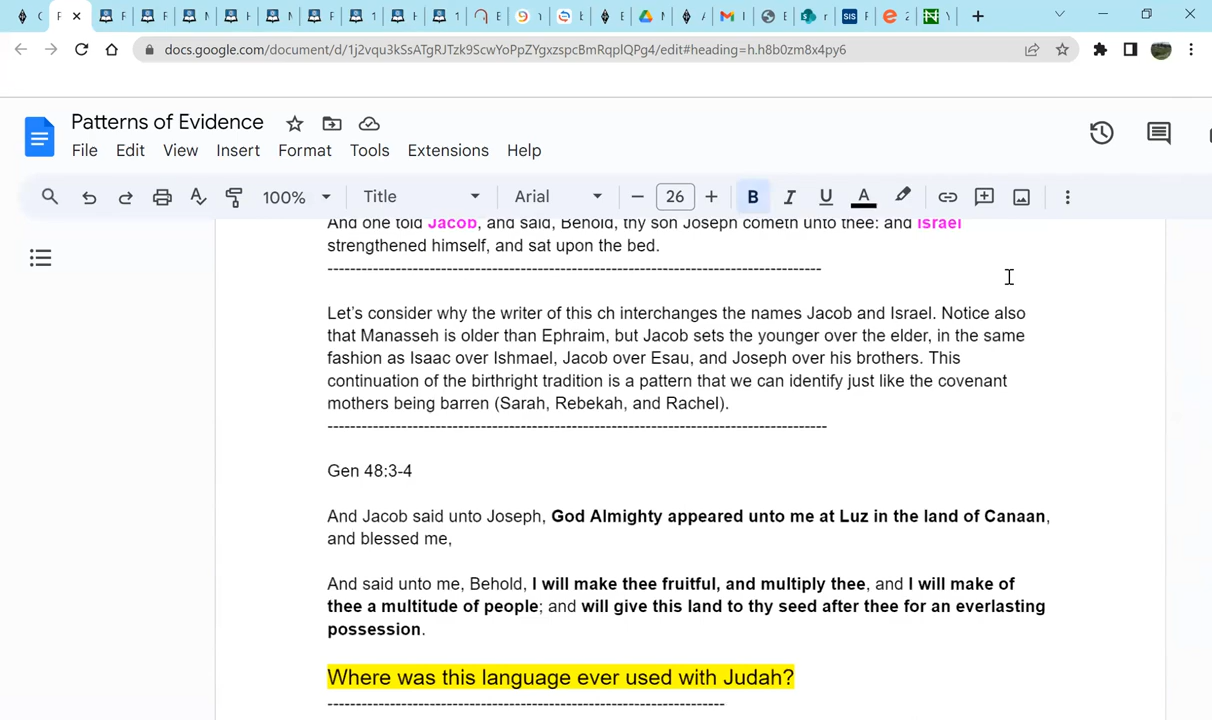 docs.google.com/document/d/1j2vqu3kSsATgRJTzk9ScwYoPpZYgxzspcBmRqplQPg4/edit#heading=h.h8b0zm8x4py6
Patterns of Evidence
File Edit View Insert Format Tools Extensions Help
100% Title Arial 26 B I U A
And one told Jacob, and said, Behold, thy son Joseph cometh unto thee: and Israel
strengthened himself, and sat upon the bed.
----------------------------------------------------------------------------------------
Let's consider why the writer of this ch interchanges the names Jacob and Israel. Notice also
that Manasseh is older than Ephraim, but Jacob sets the younger over the elder, in the same
fashion as Isaac over Ishmael, Jacob over Esau, and Joseph over his brothers. This
continuation of the birthright tradition is a pattern that we can identify just like the covenant
mothers being barren (Sarah, Rebekah, and Rachel).
-----------------------------------------------------------------------------------------
Gen 48:3-4
And Jacob said unto Joseph, God Almighty appeared unto me at Luz in the land of Canaan,
and blessed me,
And said unto me, Behold, I will make thee fruitful, and multiply thee, and I will make of
thee a multitude of people; and will give this land to thy seed after thee for an everlasting
possession.
Where was this language ever used with Judah?
-----------------------------------------------------------------------